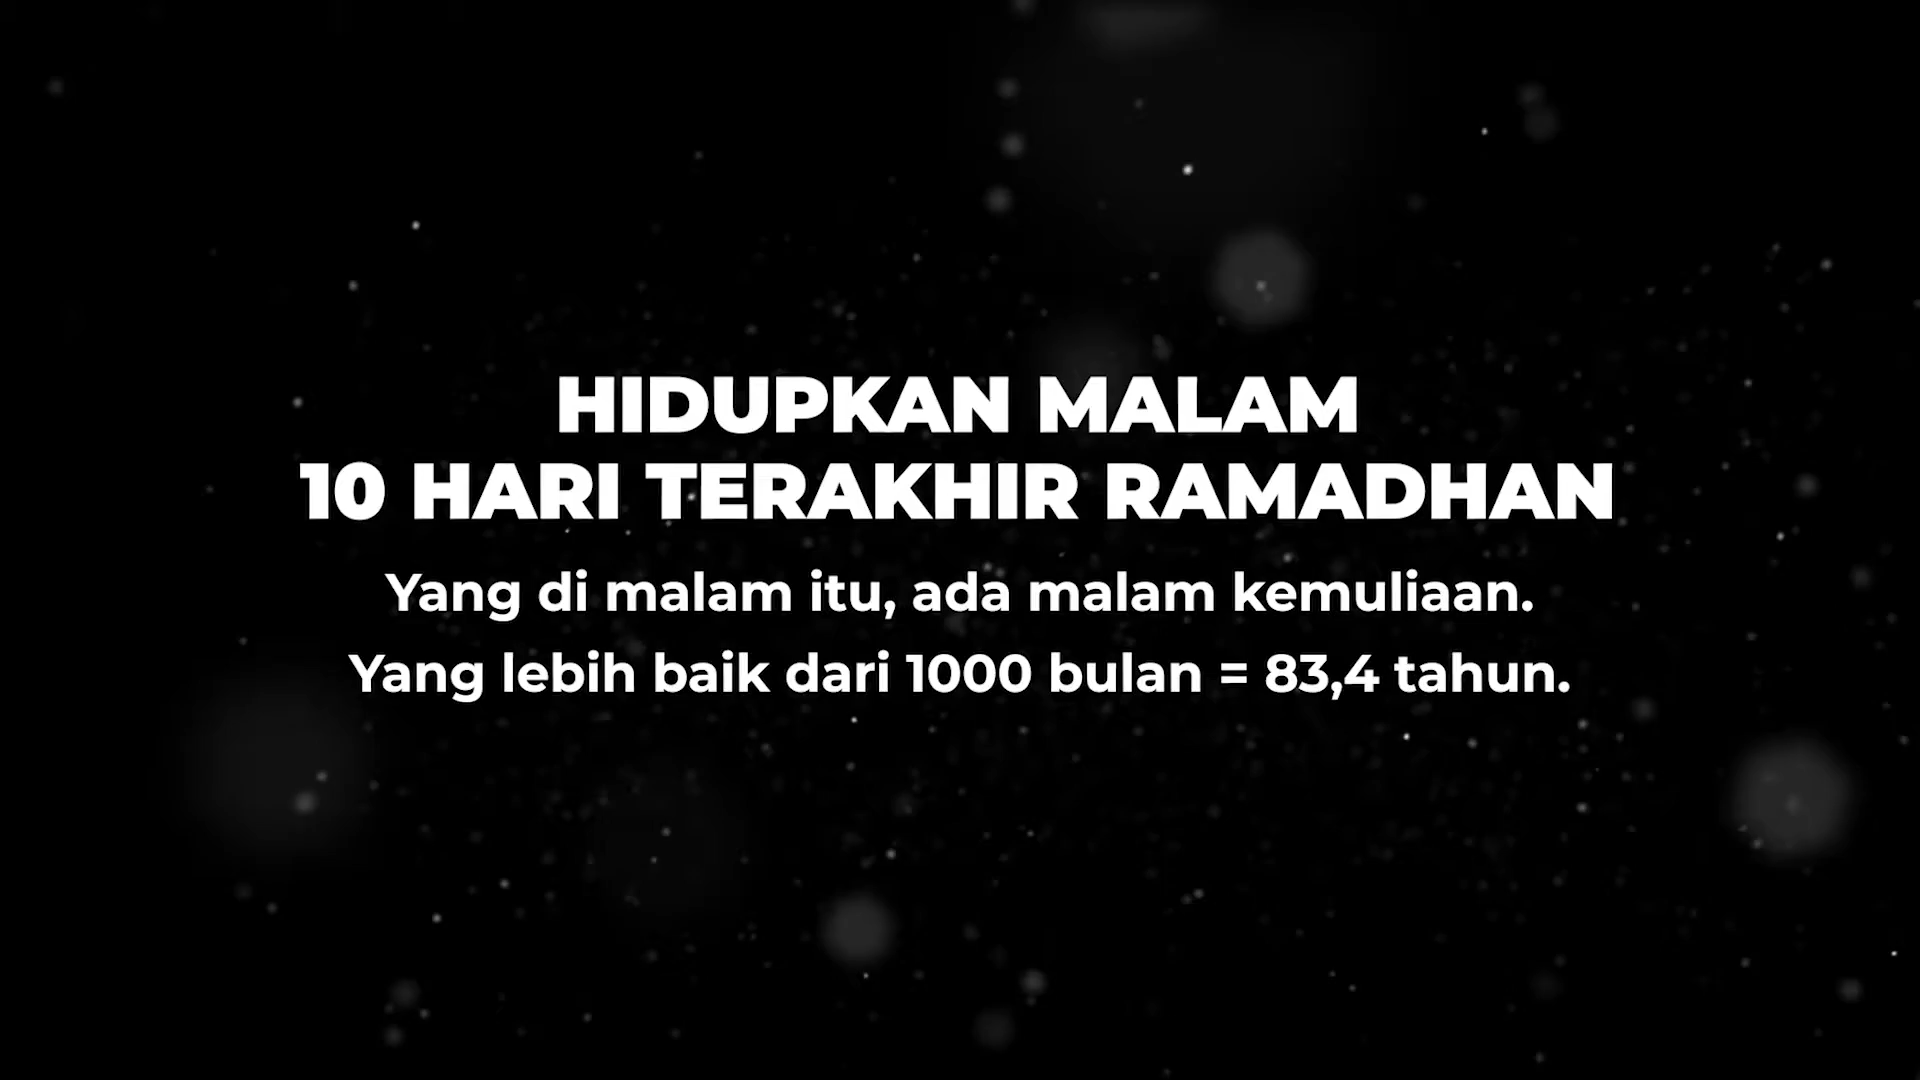 HIDUPKAN MALAM
10 HARI TERAKHIR RAMADHAN
Yang di malam itu, ada malam kemuliaan.
Yang lebih baik dari 1000 bulan = 83,4 tahun.